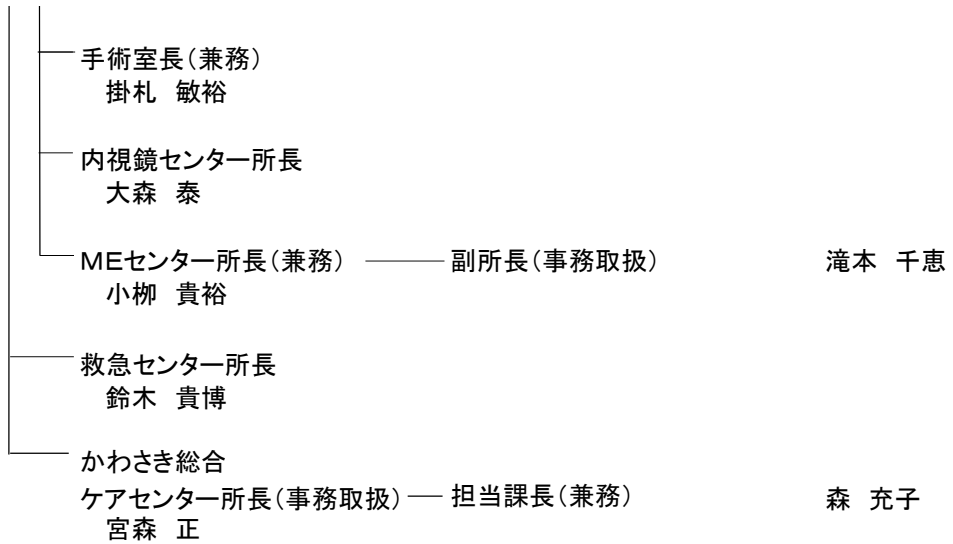 手術室長（兼務）
掛札　敏裕
内視鏡センター所長
大森　泰
ＭＥセンター所長（兼務）　副所長（事務取扱）　滝本　千恵
小栁　貴裕
救急センター所長
鈴木　貴博
かわさき総合
ケアセンター所長（事務取扱）　担当課長（兼務）　森　充子
宮森　正